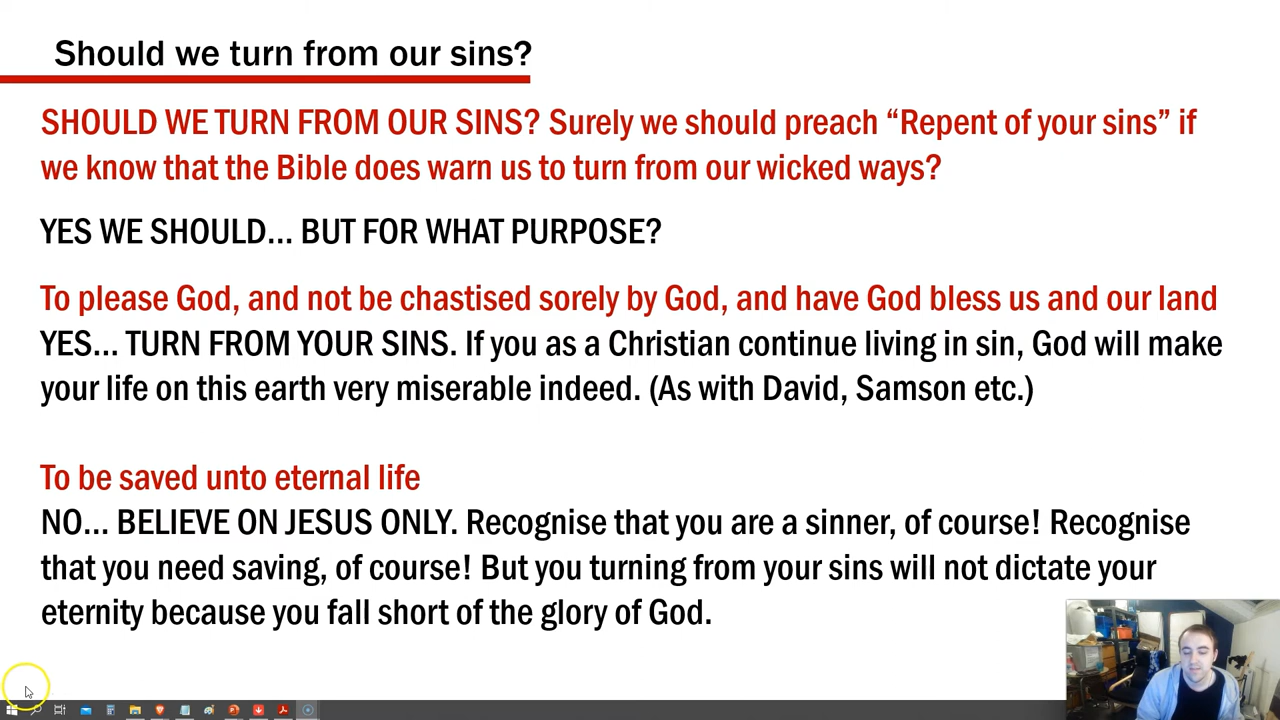 Should we turn from our sins?
SHOULD WE TURN FROM OUR SINS? Surely we should preach “Repent of your sins” if
we know that the Bible does warn us to turn from our wicked ways?
YES WE SHOULD... BUT FOR WHAT PURPOSE?
To please God, and not be chastised sorely by God, and have God bless us and our land
YES... TURN FROM YOUR SINS. If you as a Christian continue living in sin, God will make
your life on this earth very miserable indeed. (As with David, Samson etc.)
To be saved unto eternal life
NO... BELIEVE ON JESUS ONLY. Recognise that you are a sinner, of course! Recognise
that you need saving, of course! But you turning from your sins will not dictate your
eternity because you fall short of the glory of God.